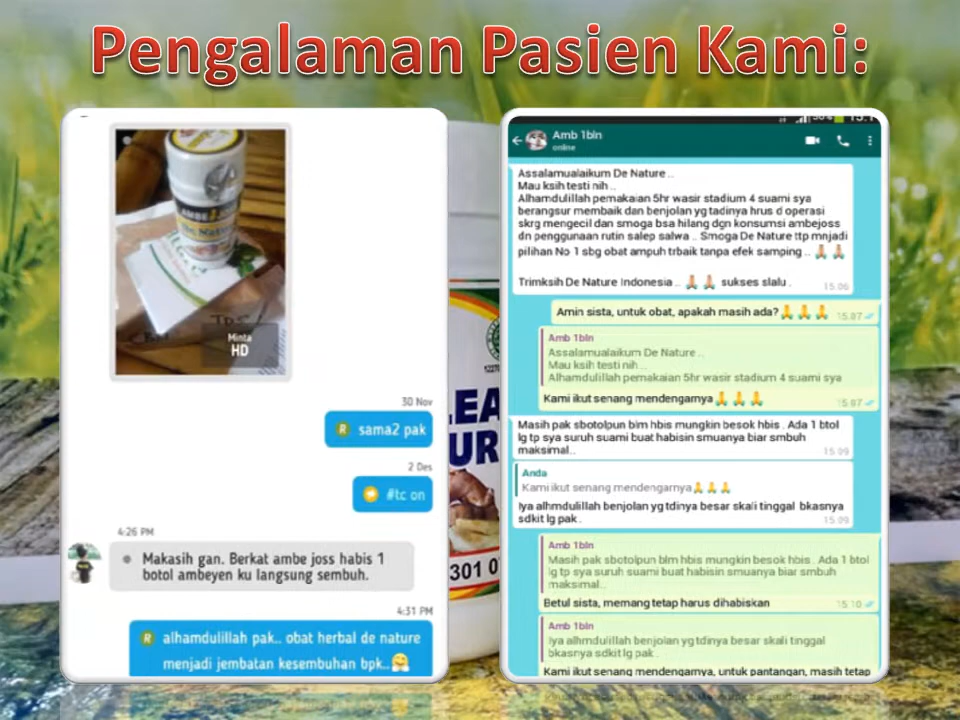 Pengalaman Pasien Kami:
AMBE J
Minta
HD
30 Nov
R sama2 pak
2 Des
#tc on
4:26 PM
Makasih gan. Berkat ambe joss habis 1
botol ambeyen ku langsung sembuh.
4:31 PM
R alhamdulillah pak.. obat herbal de nature
menjadi jembatan kesembuhan bpk..🤗
LEA
UR
301 0
Amb 1bln
online
Assalamualaikum De Nature ..
Mau ksih testi nih ..
Alhamdulillah pemakaian 5hr wasir stadium 4 suami sya
berangsur membaik dan benjolan yg tadinya hrus d operasi
skrg mengecil dan smoga bsa hilang dgn konsumsi ambejoss
dn penggunaan rutin salep salwa .. Smoga De Nature ttp mnjadi
pilihan No 1 sbg obat ampuh trbaik tanpa efek samping .. 🙏🙏
Trimksih De Nature Indonesia .. 🙏🙏 sukses slalu .
15.06
Amin sista, untuk obat, apakah masih ada?🙏🙏🙏 15.07
Amb 1bln
Assalamualaikum De Nature ..
Mau ksih testi nih ..
Alhamdulillah pemakaian 5hr wasir stadium 4 suami sya
Kami ikut senang mendengarnya🙏🙏🙏 15.07
Masih pak sbotolpun blm hbis mungkin besok hbis . Ada 1 btol
lg tp sya suruh suami buat habisin smuanya biar smbuh
maksimal.. 15.09
Anda
Kami ikut senang mendengarnya🙏🙏🙏
Iya alhmdulillah benjolan yg tdinya besar skali tinggal bkasnya
sdkit lg pak . 15.09
Amb 1bln
Masih pak sbotolpun blm hbis mungkin besok hbis . Ada 1 btol
lg tp sya suruh suami buat habisin smuanya biar smbuh
maksimal..
Betul sista, memang tetap harus dihabiskan 15.10
Amb 1bln
Iya alhmdulillah benjolan yg tdinya besar skali tinggal
bkasnya sdkit lg pak .
Kami ikut senang mendengarnya, untuk pantangan, masih tetap